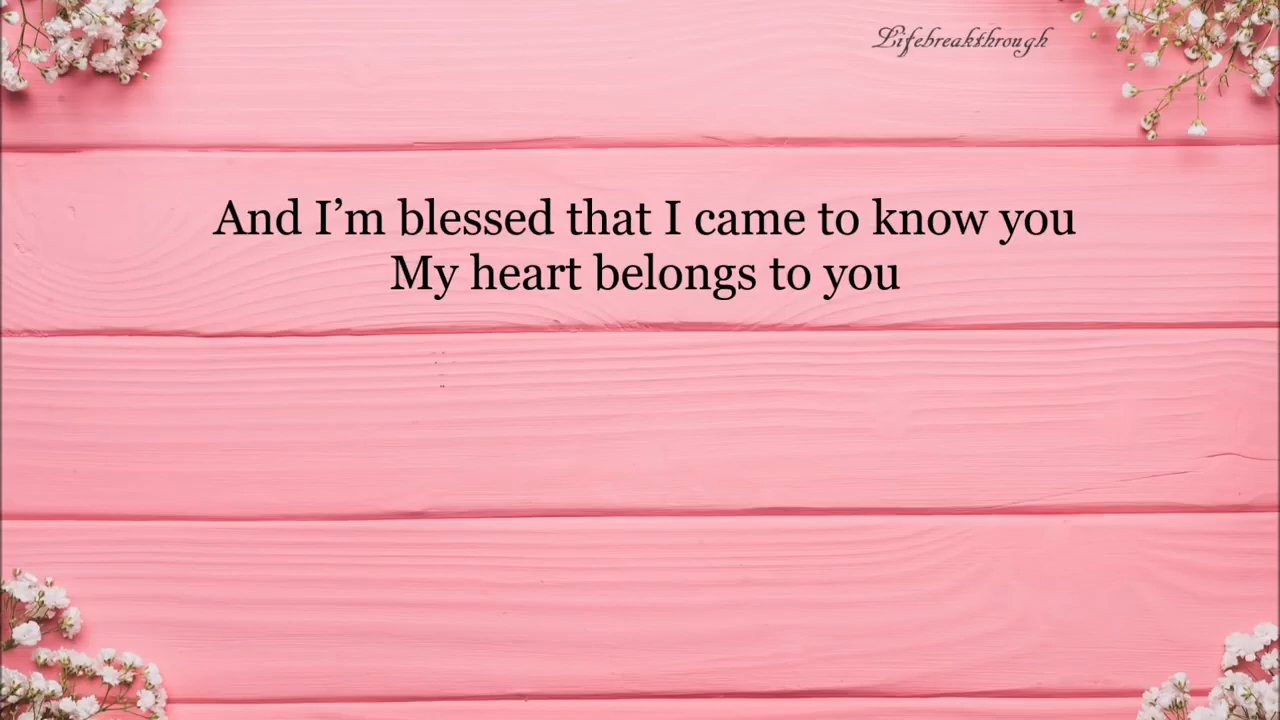 Lifebreakthrough
And I’m blessed that I came to know you
My heart belongs to you